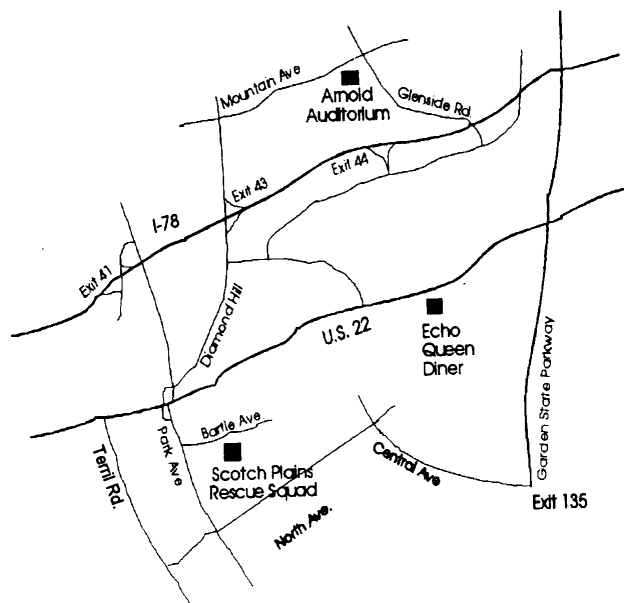 Mountain Ave
Arnold
Auditorium
Glenside Rd.
Exit 44
Exit 43
I-78
Exit 41
Diamond Hill
U.S. 22
Echo
Queen
Diner
Garden State Parkway
Bartle Ave
Park Ave
Terril Rd.
Scotch Plains
Rescue Squad
Central Ave
North Ave.
Exit 135